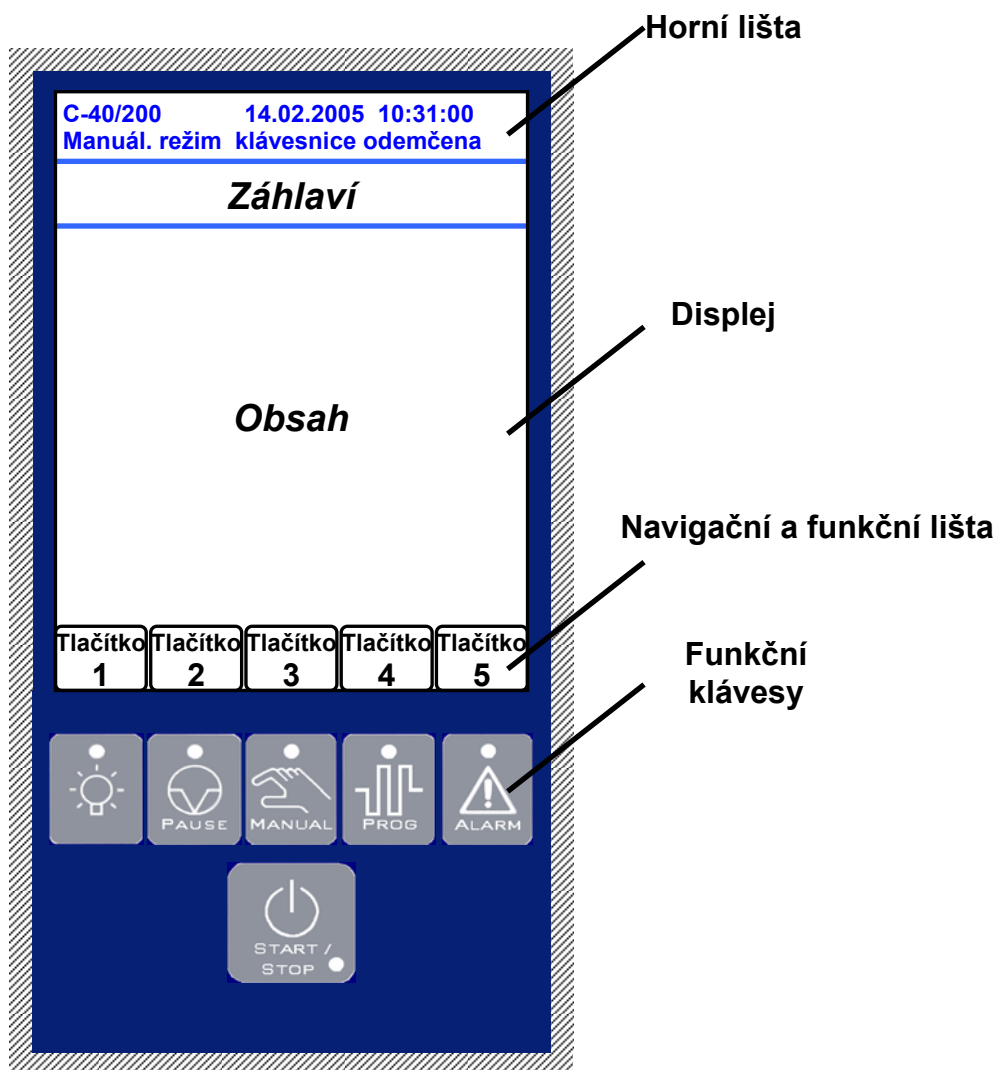 Horní lišta
C-40/200 14.02.2005 10:31:00
Manuál. režim klávesnice odemčena
Záhlaví
Displej
Obsah
Navigační a funkční lišta
Tlačítko Tlačítko Tlačítko Tlačítko Tlačítko
1 2 3 4 5
Funkční
klávesy
PAUSE MANUAL PROG ALARM
START /
STOP